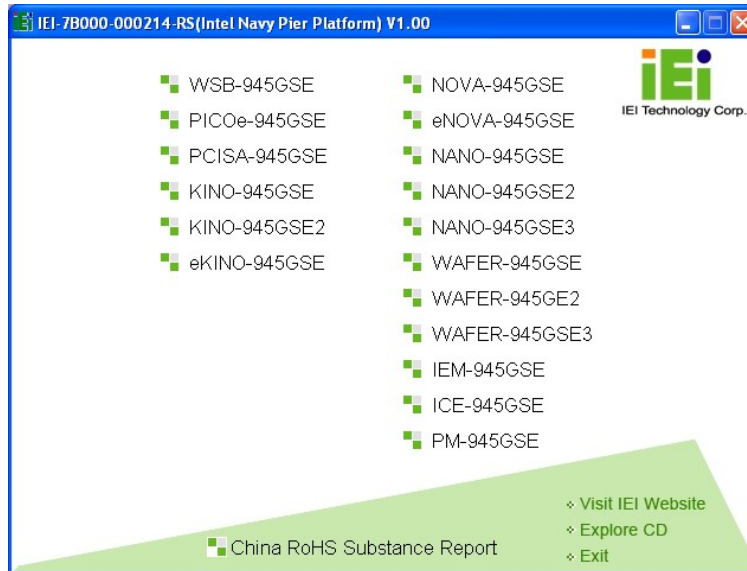 IEI-7B000-000214-RS(Intel Navy Pier Platform) V1.00
iEi
IEI Technology Corp.
WSB-945GSE
PICOe-945GSE
PCISA-945GSE
KINO-945GSE
KINO-945GSE2
eKINO-945GSE
NOVA-945GSE
eNOVA-945GSE
NANO-945GSE
NANO-945GSE2
NANO-945GSE3
WAFER-945GSE
WAFER-945GE2
WAFER-945GSE3
IEM-945GSE
ICE-945GSE
PM-945GSE
China RoHS Substance Report
Visit IEI Website
Explore CD
Exit